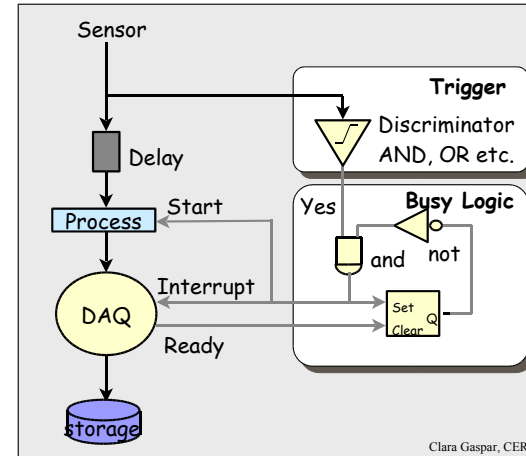 Sensor
Trigger
Discriminator
AND, OR etc.
Delay
Yes
Busy Logic
Start
Process
and
not
Interrupt
DAQ
Set
Q
Clear
Ready
storage
Clara Gaspar, CER